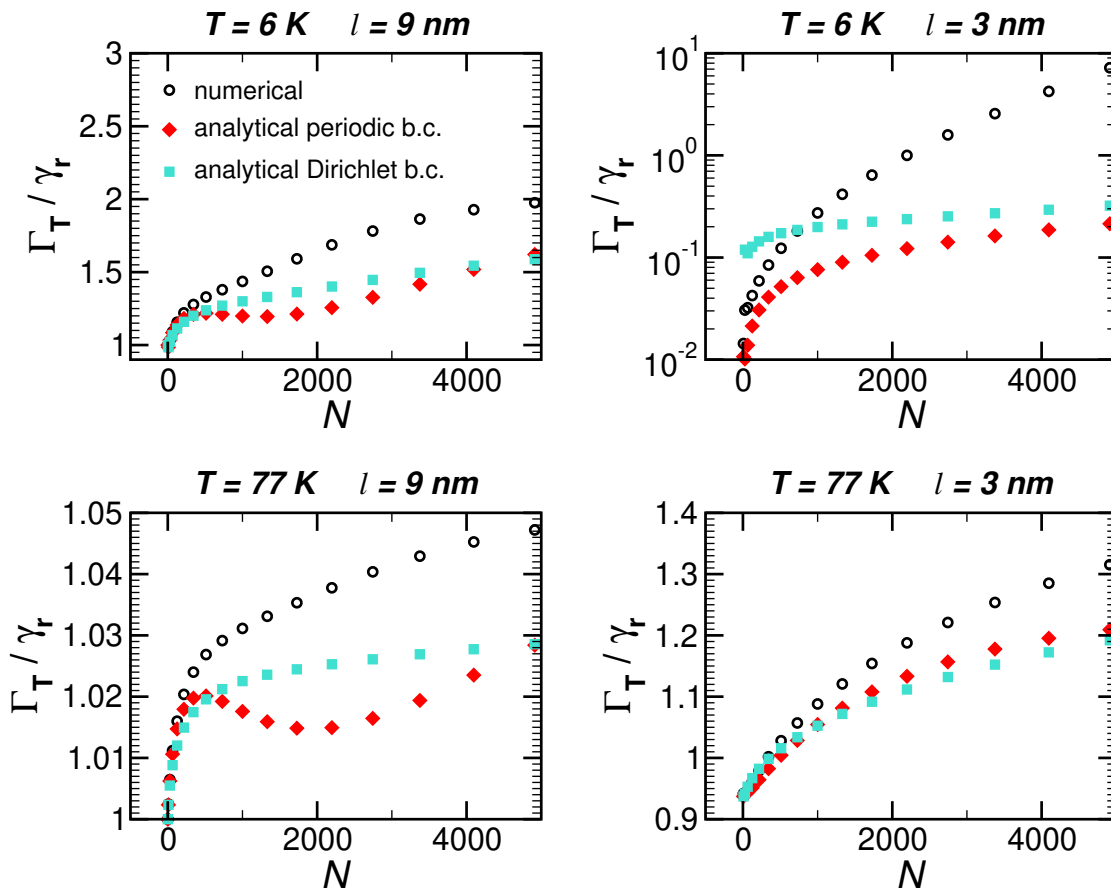 T = 6 K l = 9 nm
3
2.5
2
1.5
1
Γ_T / γ_r
numerical
analytical periodic b.c.
analytical Dirichlet b.c.
0 2000 4000
N
T = 6 K l = 3 nm
10^1
10^0
10^-1
10^-2
Γ_T / γ_r
0 2000 4000
N
T = 77 K l = 9 nm
1.05
1.04
1.03
1.02
1.01
1
Γ_T / γ_r
0 2000 4000
N
T = 77 K l = 3 nm
1.4
1.3
1.2
1.1
1
0.9
Γ_T / γ_r
0 2000 4000
N